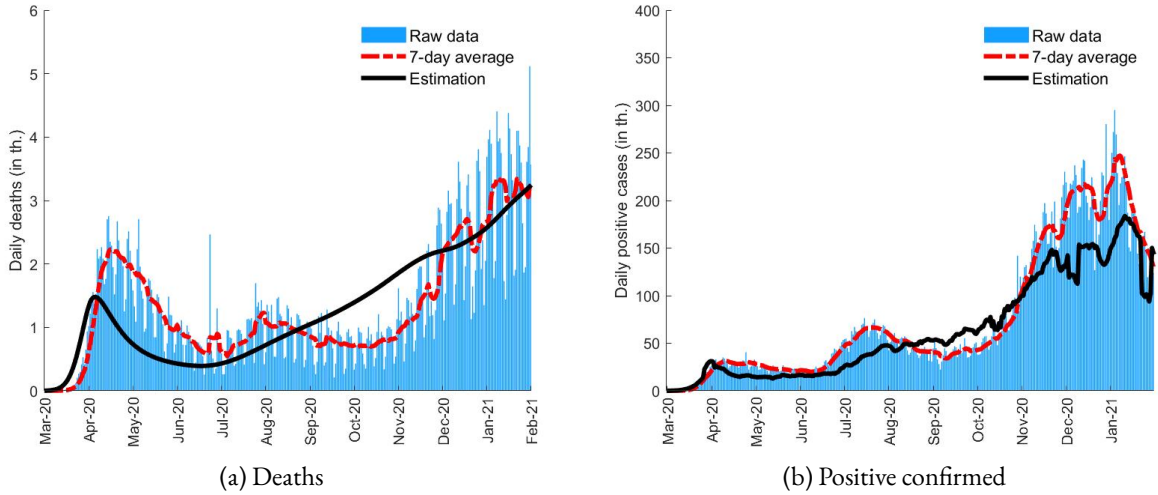 6
5
4
3
2
1
0
Daily deaths (in th.)
Raw data
7-day average
Estimation
Mar-20
Apr-20
May-20
Jun-20
Jul-20
Aug-20
Sep-20
Oct-20
Nov-20
Dec-20
Jan-21
Feb-21
(a) Deaths
400
350
300
250
200
150
100
50
0
Daily positive cases (in th.)
Raw data
7-day average
Estimation
Mar-20
Apr-20
May-20
Jun-20
Jul-20
Aug-20
Sep-20
Oct-20
Nov-20
Dec-20
Jan-21
(b) Positive confirmed